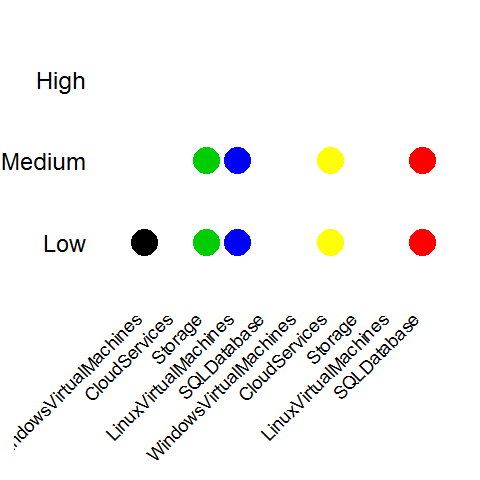 High
Medium
Low
ndowsVirtualMachines
CloudServices
Storage
LinuxVirtualMachines
SQLDatabase
WindowsVirtualMachines
CloudServices
Storage
LinuxVirtualMachines
SQLDatabase